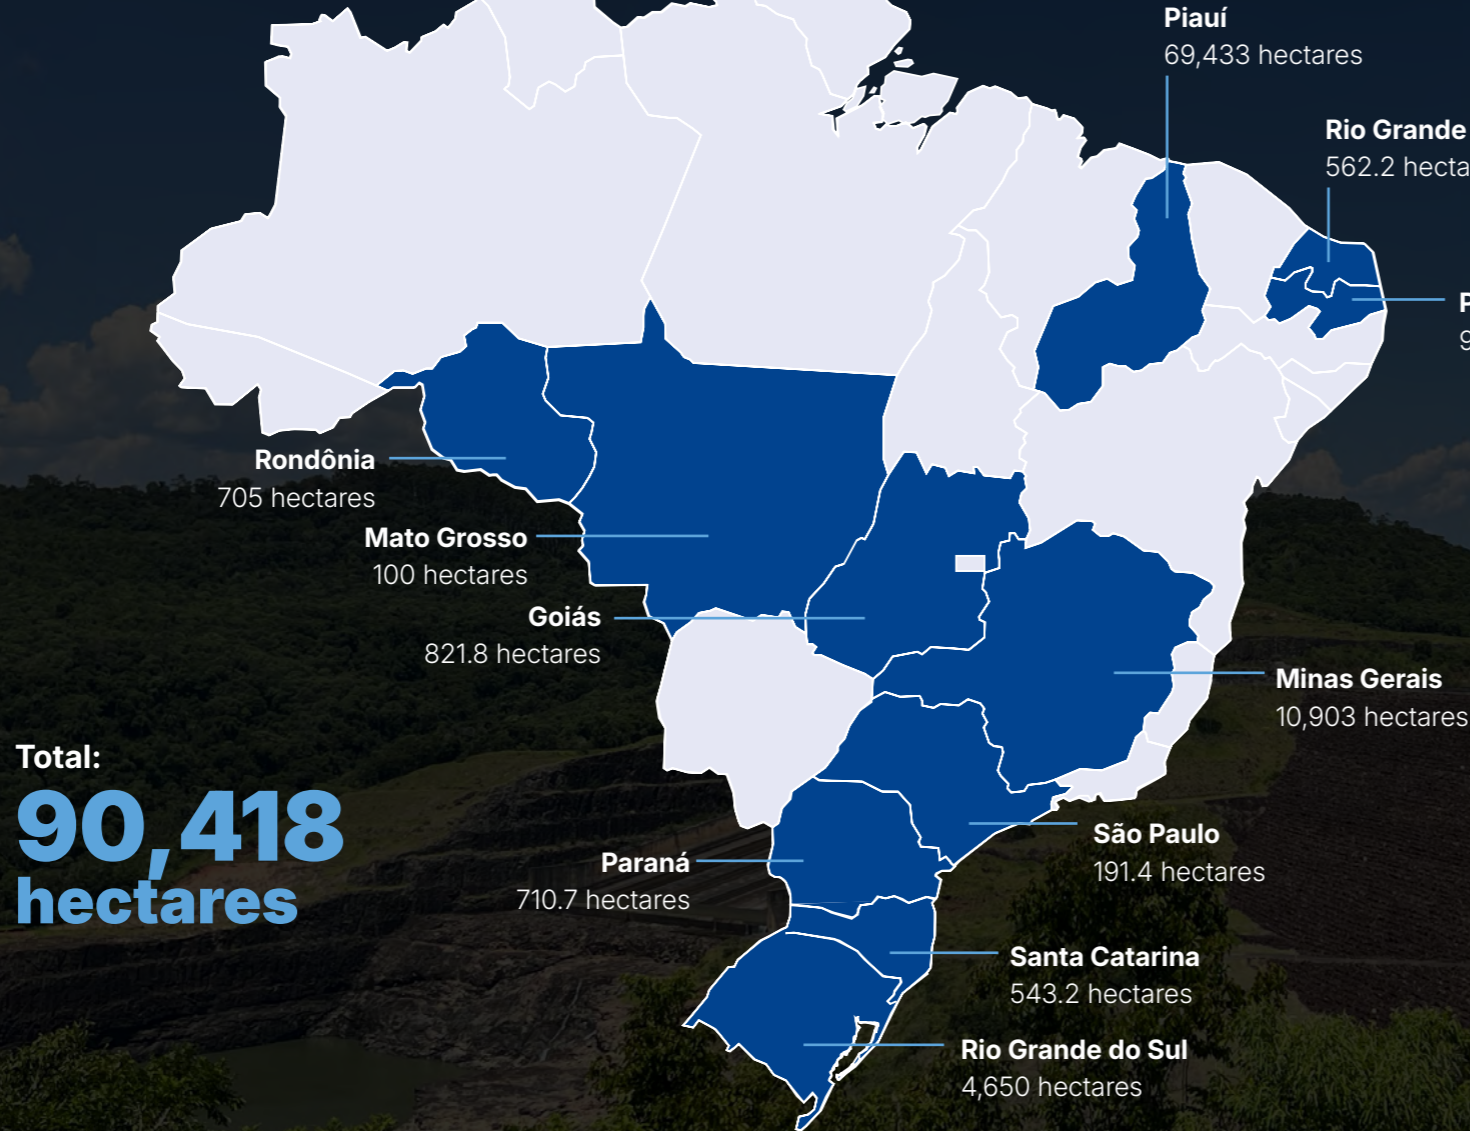 Piauí
69,433 hectares
Rio Grande
562.2 hecta
Rondônia
705 hectares
Mato Grosso
100 hectares
Goiás
821.8 hectares
Minas Gerais
10,903 hectares
Total:
90,418
hectares
São Paulo
191.4 hectares
Paraná
710.7 hectares
Santa Catarina
543.2 hectares
Rio Grande do Sul
4,650 hectares